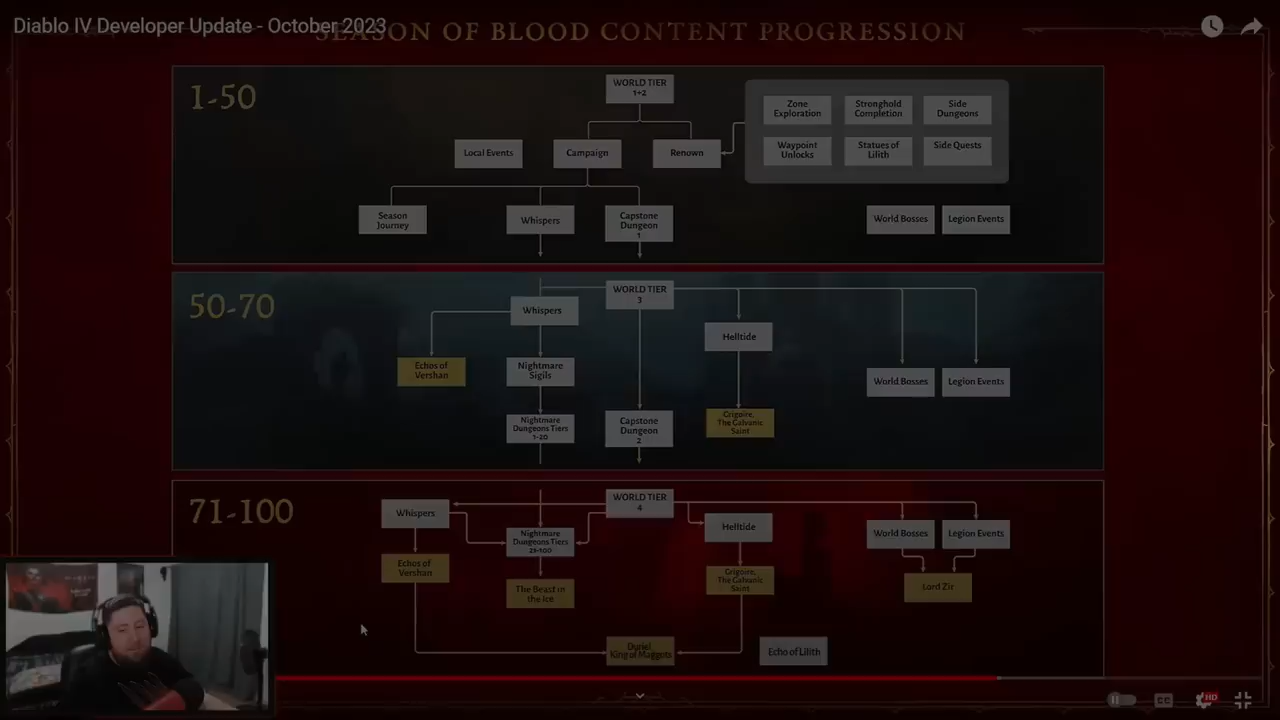 Diablo IV Developer Update - October 2023
SEASON OF BLOOD CONTENT PROGRESSION
1-50
WORLD TIER
1+2
Zone
Exploration
Stronghold
Completion
Side
Dungeons
Local Events
Campaign
Renown
Waypoint
Unlocks
Statues of
Lilith
Side Quests
Season
Journey
Whispers
Capstone
Dungeon
1
World Bosses
Legion Events
50-70
WORLD TIER
3
Whispers
Helltide
Echos of
Vershan
Nightmare
Sigils
World Bosses
Legion Events
Nightmare
Dungeons Tiers
1-20
Capstone
Dungeon
2
Grigoire,
The Galvanic
Saint
71-100
WORLD TIER
4
Whispers
Nightmare
Dungeons Tiers
21-100
Helltide
World Bosses
Legion Events
Echos of
Vershan
The Beast in
the Ice
Grigoire,
The Galvanic
Saint
Lord Zir
Duriel,
King of Maggots
Echo of Lilith
CC
HD